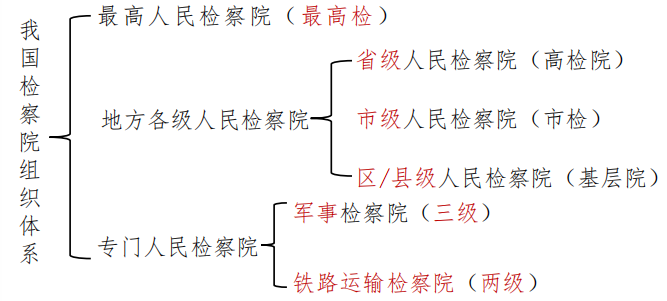 我国检察院组织体系
最高人民检察院（最高检）
地方各级人民检察院
省级人民检察院（高检院）
市级人民检察院（市检）
区/县级人民检察院（基层院）
专门人民检察院
军事检察院（三级）
铁路运输检察院（两级）